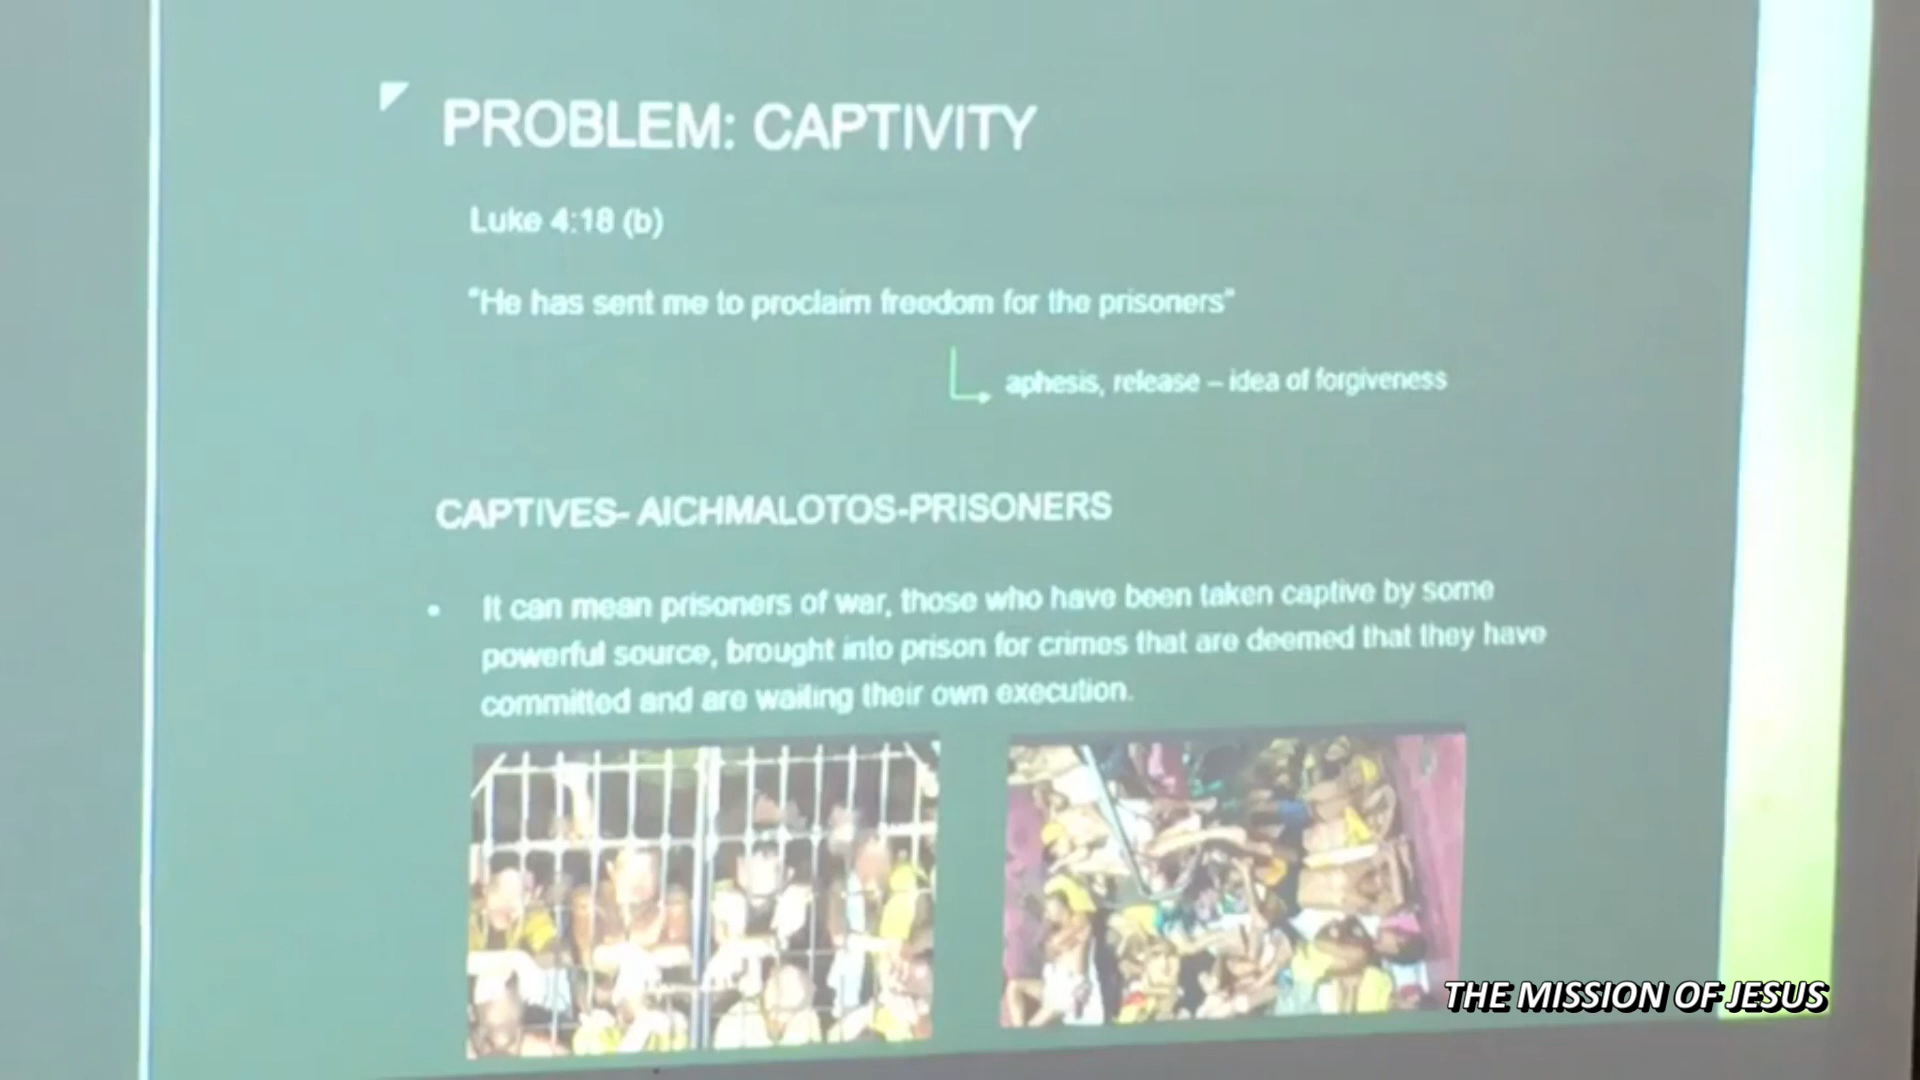 PROBLEM: CAPTIVITY
Luke 4:18 (b)
"He has sent me to proclaim freedom for the prisoners"
aphesis, release – idea of forgiveness
CAPTIVES- AICHMALOTOS-PRISONERS
• It can mean prisoners of war, those who have been taken captive by some
powerful source, brought into prison for crimes that are deemed that they have
committed and are waiting their own execution.
THE MISSION OF JESUS